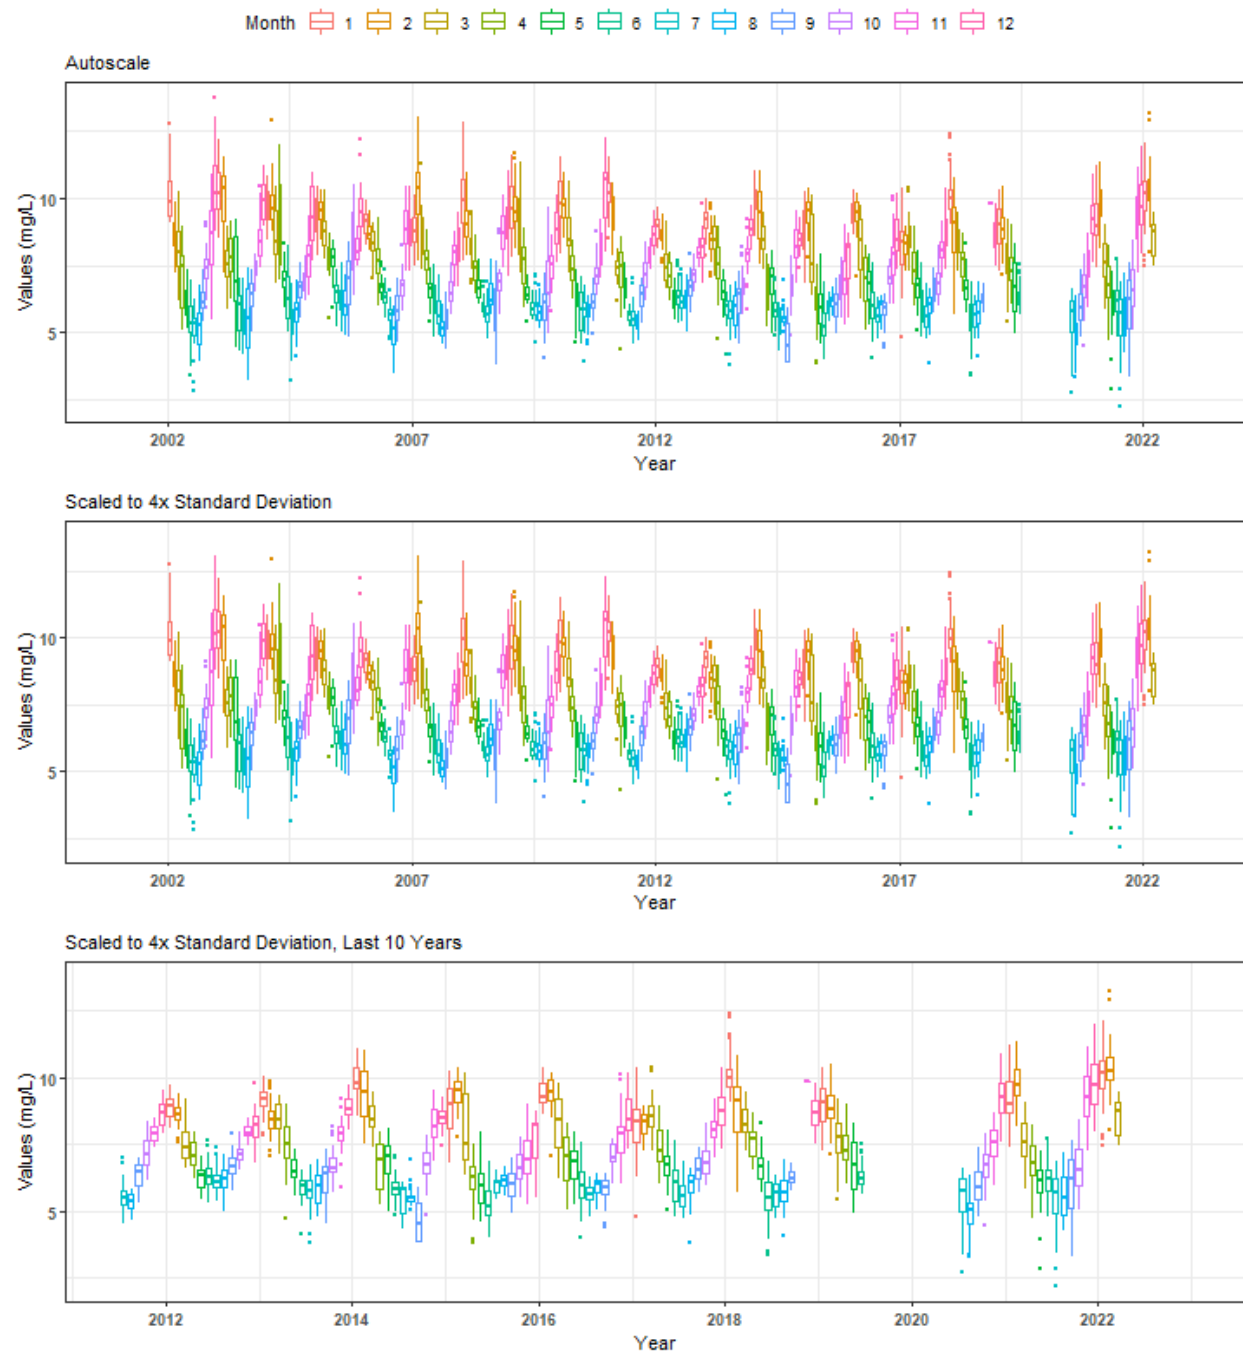 Month 1 2 3 4 5 6 7 8 9 10 11 12
Autoscale
Values (mg/L)
10
5
2002 2007 2012 2017 2022
Year
Scaled to 4x Standard Deviation
Values (mg/L)
10
5
2002 2007 2012 2017 2022
Year
Scaled to 4x Standard Deviation, Last 10 Years
Values (mg/L)
10
5
2012 2014 2016 2018 2020 2022
Year